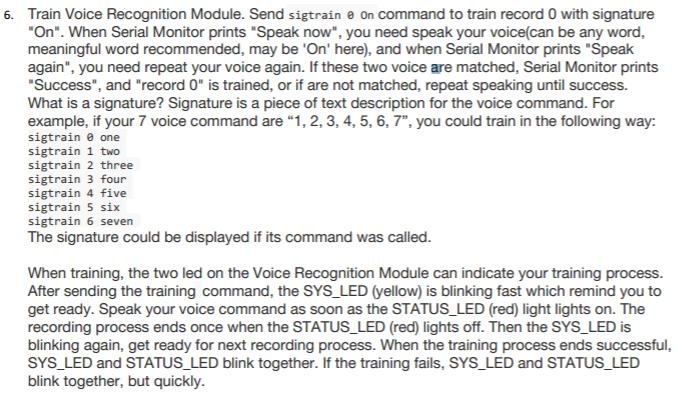 6. Train Voice Recognition Module. Send sigtrain 0 On command to train record 0 with signature
"On". When Serial Monitor prints "Speak now", you need speak your voice(can be any word,
meaningful word recommended, may be 'On' here), and when Serial Monitor prints "Speak
again", you need repeat your voice again. If these two voice are matched, Serial Monitor prints
"Success", and "record 0" is trained, or if are not matched, repeat speaking until success.
What is a signature? Signature is a piece of text description for the voice command. For
example, if your 7 voice command are “1, 2, 3, 4, 5, 6, 7”, you could train in the following way:
sigtrain 0 one
sigtrain 1 two
sigtrain 2 three
sigtrain 3 four
sigtrain 4 five
sigtrain 5 six
sigtrain 6 seven
The signature could be displayed if its command was called.
When training, the two led on the Voice Recognition Module can indicate your training process.
After sending the training command, the SYS_LED (yellow) is blinking fast which remind you to
get ready. Speak your voice command as soon as the STATUS_LED (red) light lights on. The
recording process ends once when the STATUS_LED (red) lights off. Then the SYS_LED is
blinking again, get ready for next recording process. When the training process ends successful,
SYS_LED and STATUS_LED blink together. If the training fails, SYS_LED and STATUS_LED
blink together, but quickly.